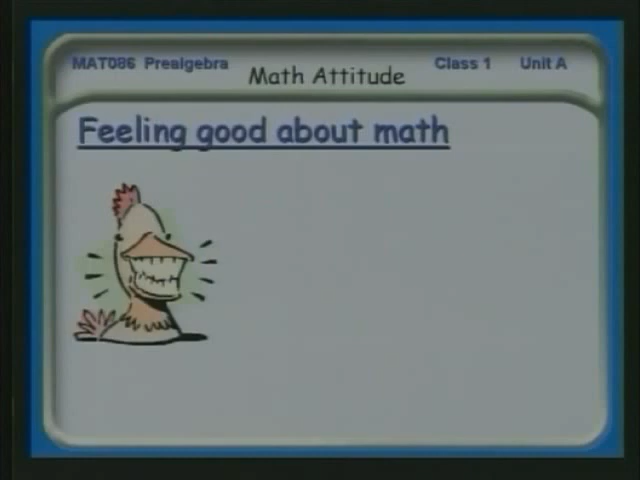 MAT086 Prealgebra
Math Attitude
Class 1
Unit A
Feeling good about math